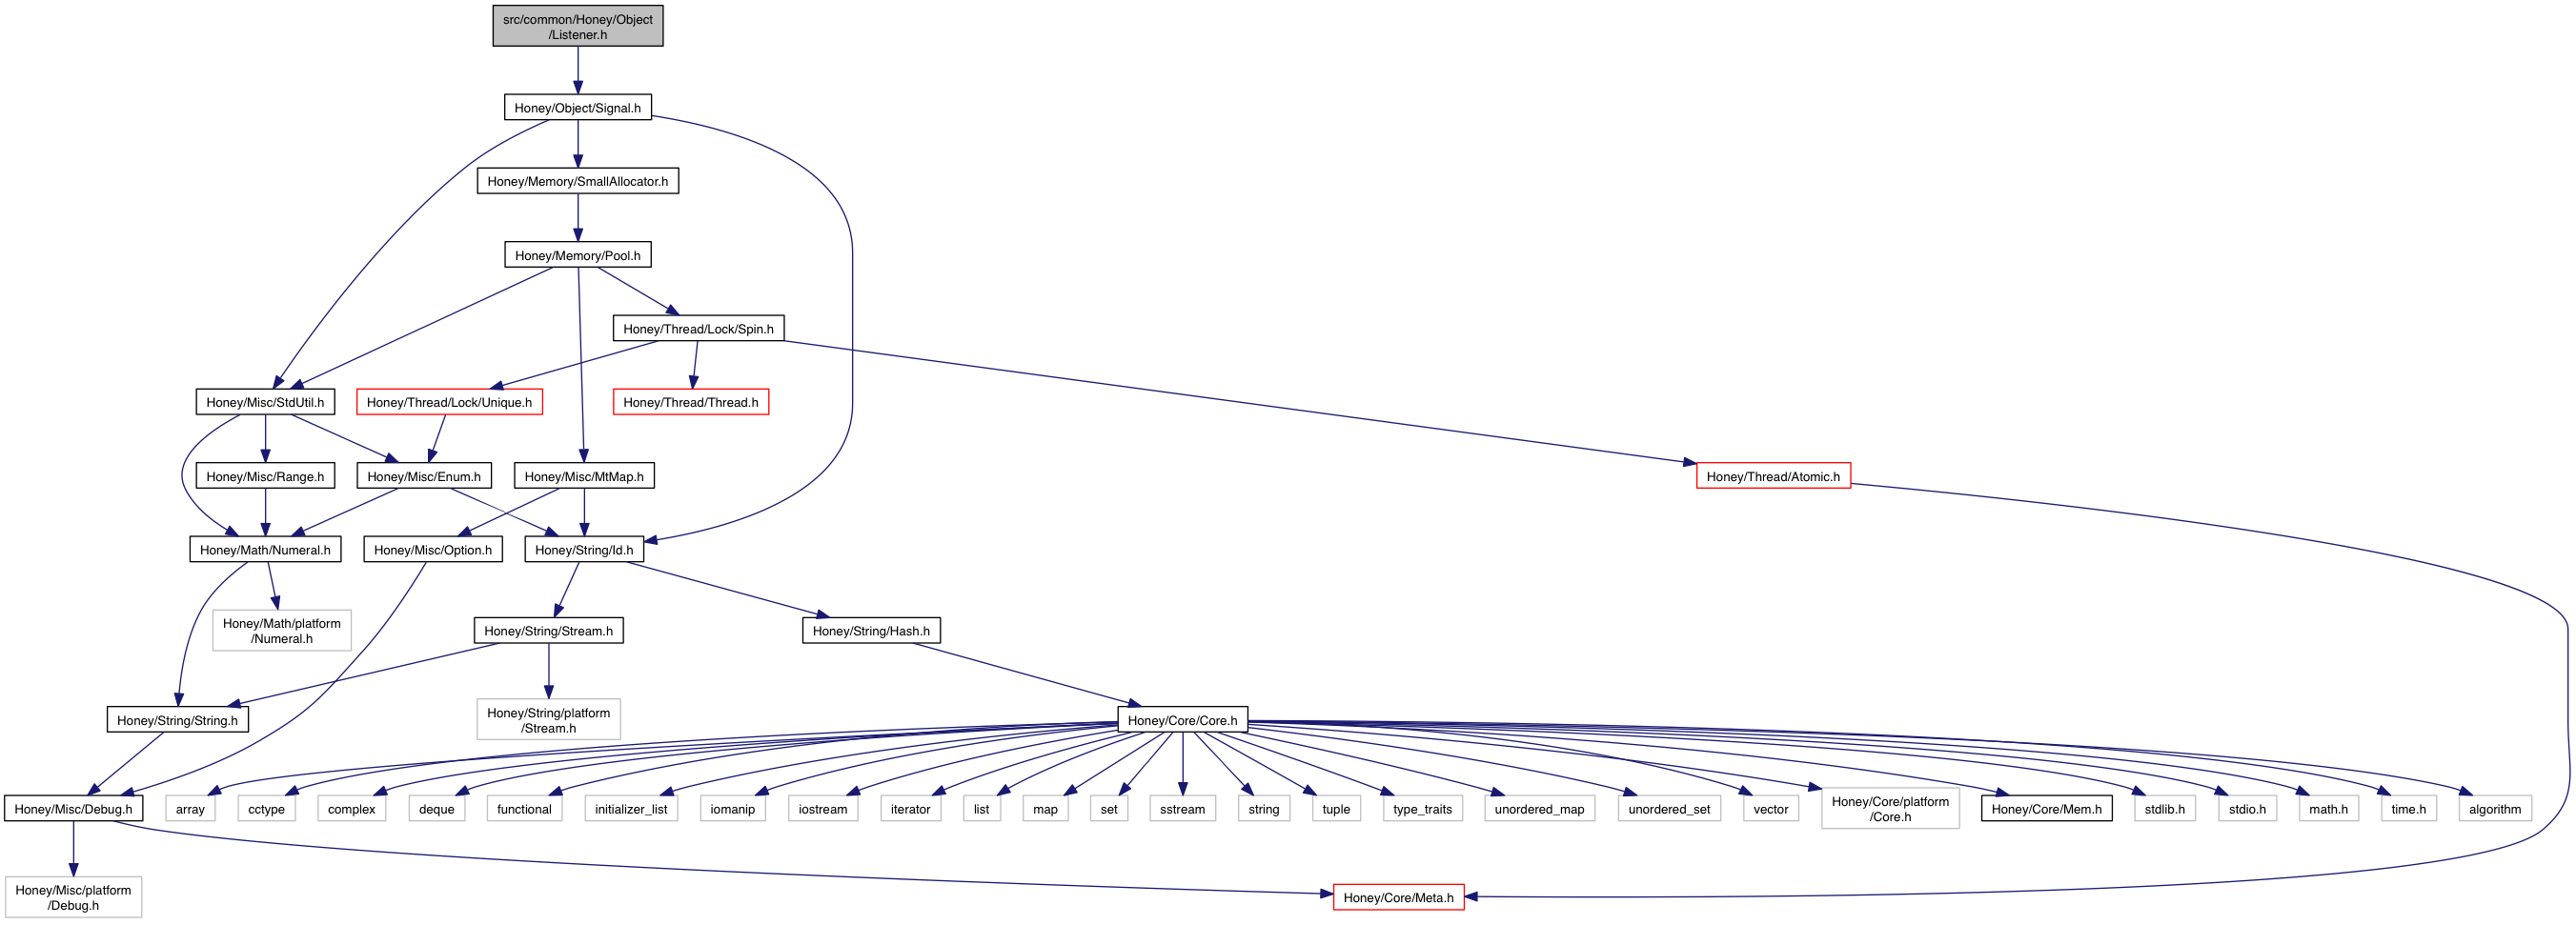 src/common/Honey/Object
/Listener.h
Honey/Object/Signal.h
Honey/Memory/SmallAllocator.h
Honey/Memory/Pool.h
Honey/Thread/Lock/Spin.h
Honey/Misc/StdUtil.h
Honey/Thread/Lock/Unique.h
Honey/Thread/Thread.h
Honey/Misc/Range.h
Honey/Misc/Enum.h
Honey/Misc/MtMap.h
Honey/Thread/Atomic.h
Honey/Math/Numeral.h
Honey/Misc/Option.h
Honey/String/Id.h
Honey/Math/platform
/Numeral.h
Honey/String/Stream.h
Honey/String/Hash.h
Honey/String/String.h
Honey/String/platform
/Stream.h
Honey/Core/Core.h
Honey/Misc/Debug.h
array
cctype
complex
deque
functional
initializer_list
iomanip
iostream
iterator
list
map
set
sstream
string
tuple
type_traits
unordered_map
unordered_set
vector
Honey/Core/platform
/Core.h
Honey/Core/Mem.h
stdlib.h
stdio.h
math.h
time.h
algorithm
Honey/Misc/platform
/Debug.h
Honey/Core/Meta.h